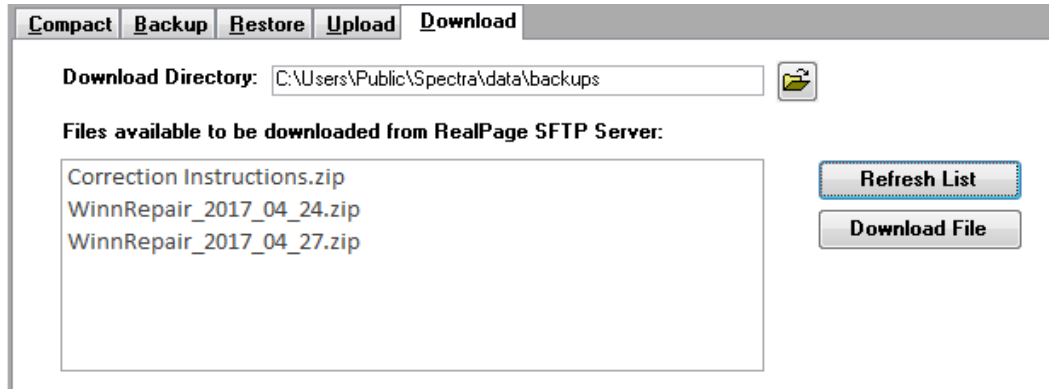 Compact Backup Restore Upload Download
Download Directory: C:\Users\Public\Spectra\data\backups
Files available to be downloaded from RealPage SFTP Server:
Correction Instructions.zip
WinnRepair_2017_04_24.zip
WinnRepair_2017_04_27.zip
Refresh List
Download File